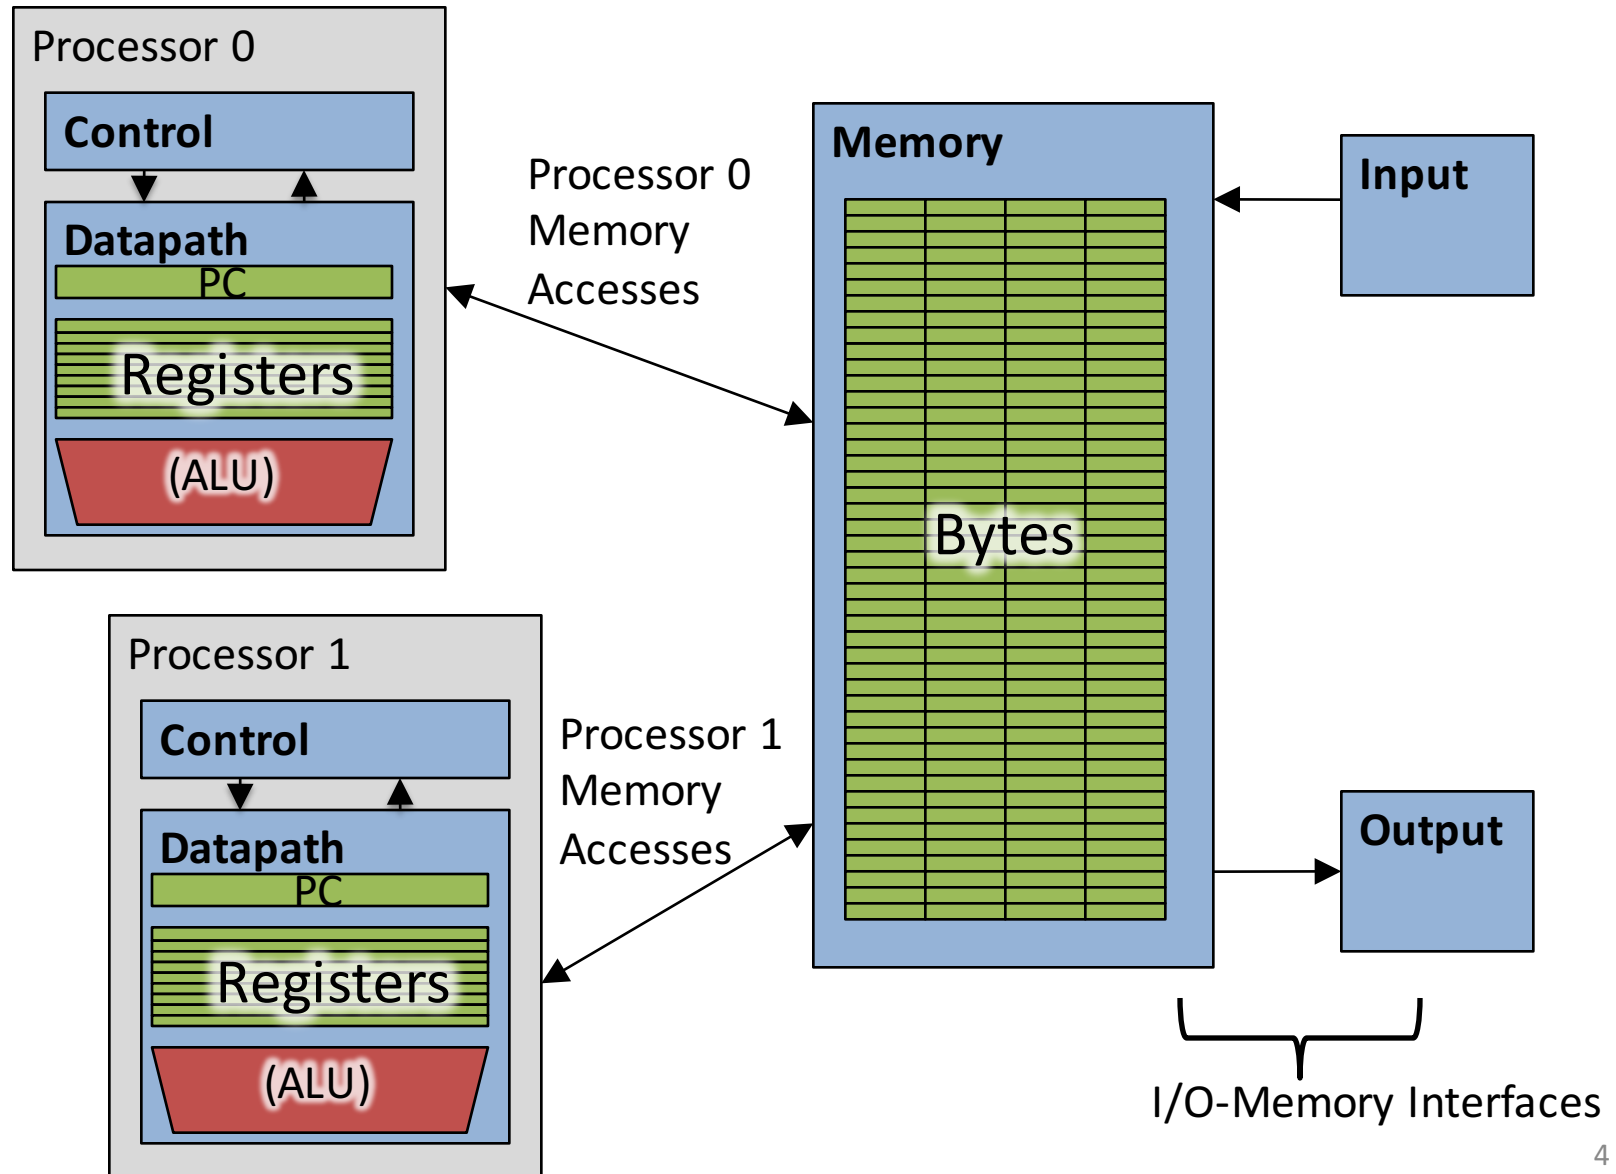 Processor 0
Control
Datapath
PC
Registers
(ALU)
Processor 0
Memory
Accesses
Memory
Bytes
Input
Processor 1
Control
Datapath
PC
Registers
(ALU)
Processor 1
Memory
Accesses
Output
I/O-Memory Interfaces
4